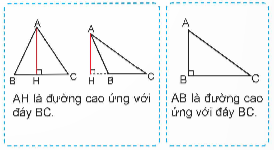 A
B
H
C
A
H
B
C
AH là đường cao ứng với
đáy BC.
A
B
C
AB là đường cao
ứng với đáy BC.